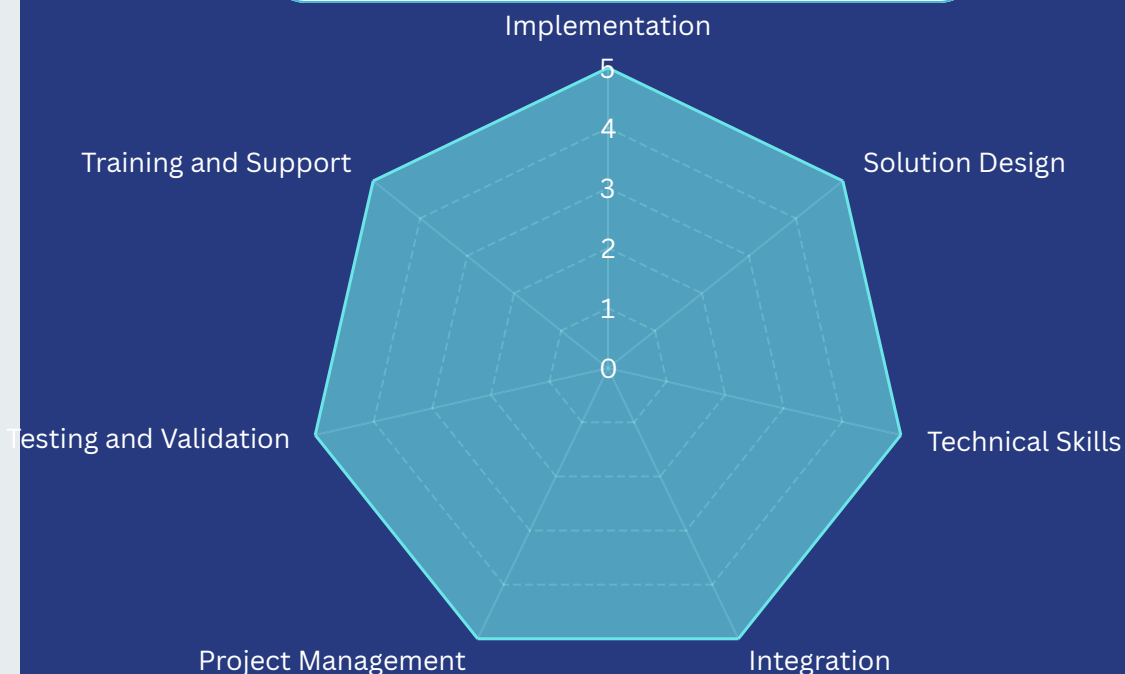 Implementation
5
4
Training and Support
Solution Design
3
2
1
0
Testing and Validation
Technical Skills
Project Management
Integration